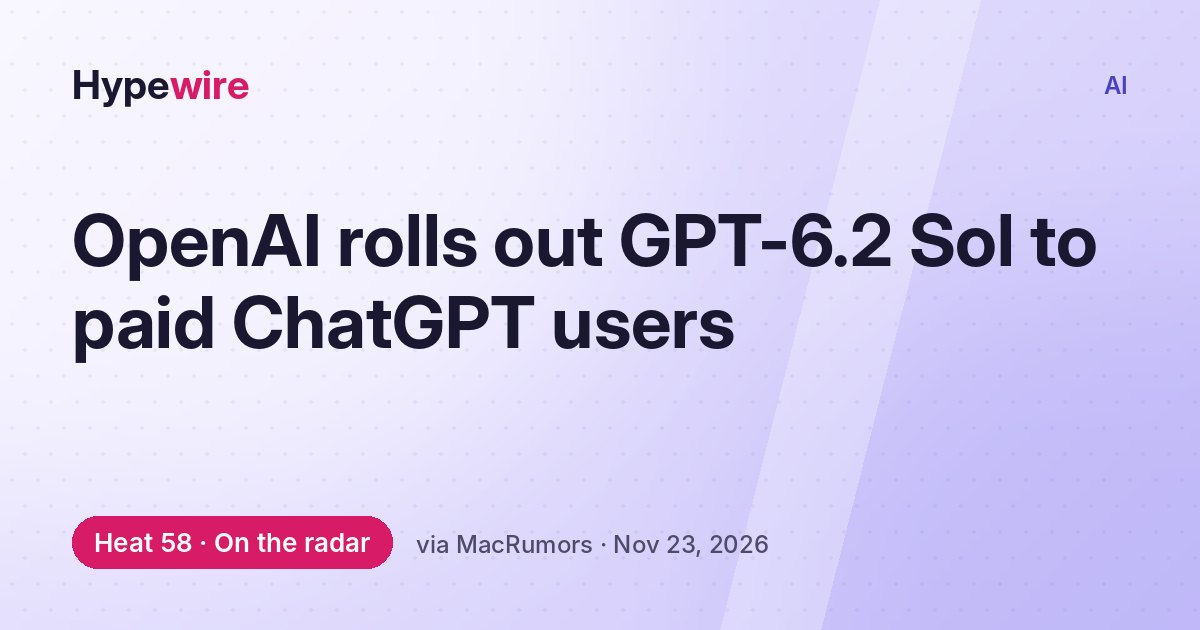 Hypewire
AI
OpenAI rolls out GPT-6.2 Sol to
paid ChatGPT users
Heat 58 · On the radar
via MacRumors · Nov 23, 2026